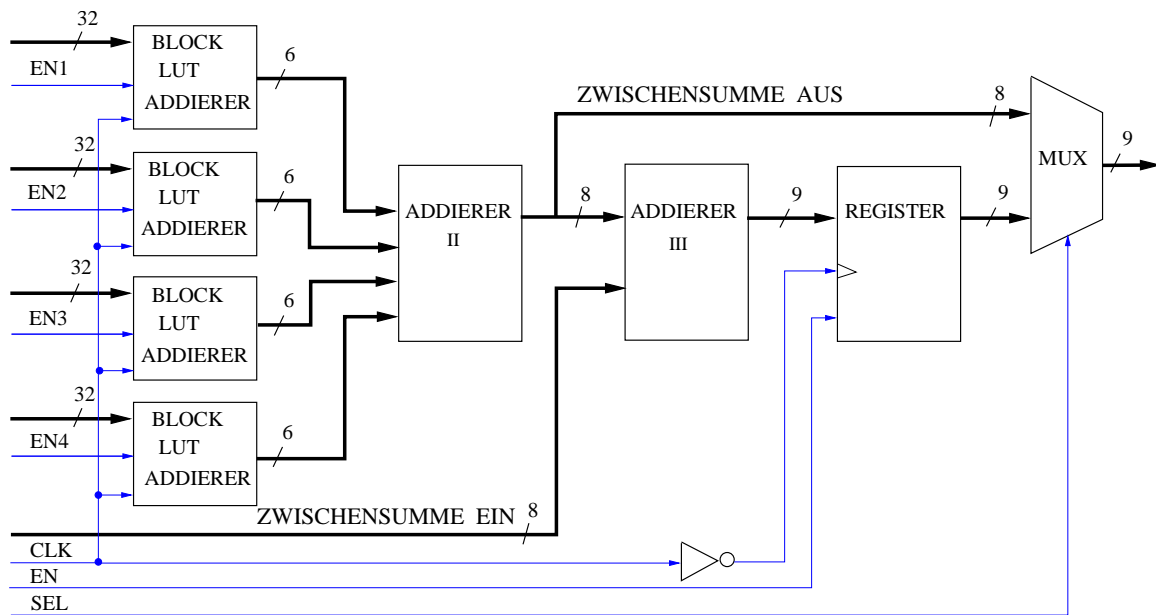 32
EN1
BLOCK
LUT
ADDIERER
6
32
EN2
BLOCK
LUT
ADDIERER
6
32
EN3
BLOCK
LUT
ADDIERER
6
32
EN4
BLOCK
LUT
ADDIERER
6
ADDIERER
II
8
ZWISCHENSUMME AUS
8
ADDIERER
III
9
REGISTER
9
MUX
9
ZWISCHENSUMME EIN
8
CLK
EN
SEL